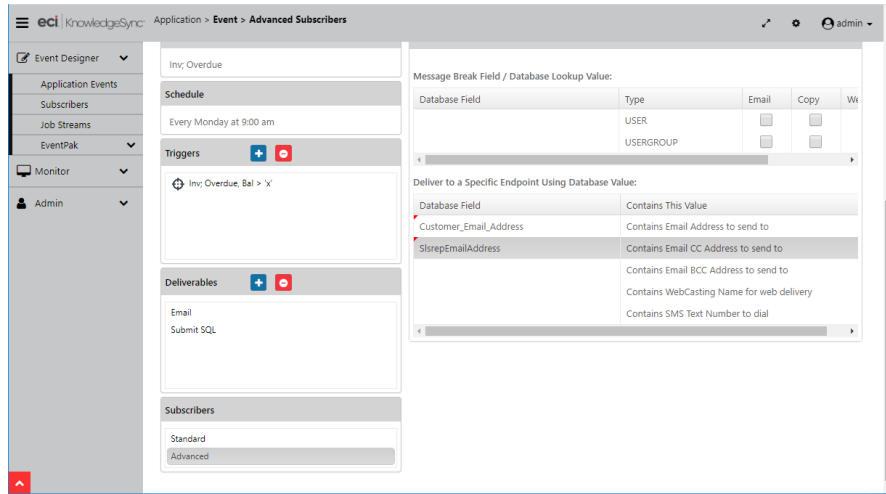 eci KnowledgeSync
Application > Event > Advanced Subscribers
admin
Event Designer
Application Events
Subscribers
Job Streams
EventPak
Monitor
Admin
Inv; Overdue
Schedule
Every Monday at 9:00 am
Triggers
Inv; Overdue, Bal > 'x'
Deliverables
Email
Submit SQL
Subscribers
Standard
Advanced
Message Break Field / Database Lookup Value:
Database Field Type Email Copy We
USER
USERGROUP
Deliver to a Specific Endpoint Using Database Value:
Database Field Contains This Value
Customer_Email_Address Contains Email Address to send to
SlsrepEmailAddress Contains Email CC Address to send to
Contains Email BCC Address to send to
Contains WebCasting Name for web delivery
Contains SMS Text Number to dial